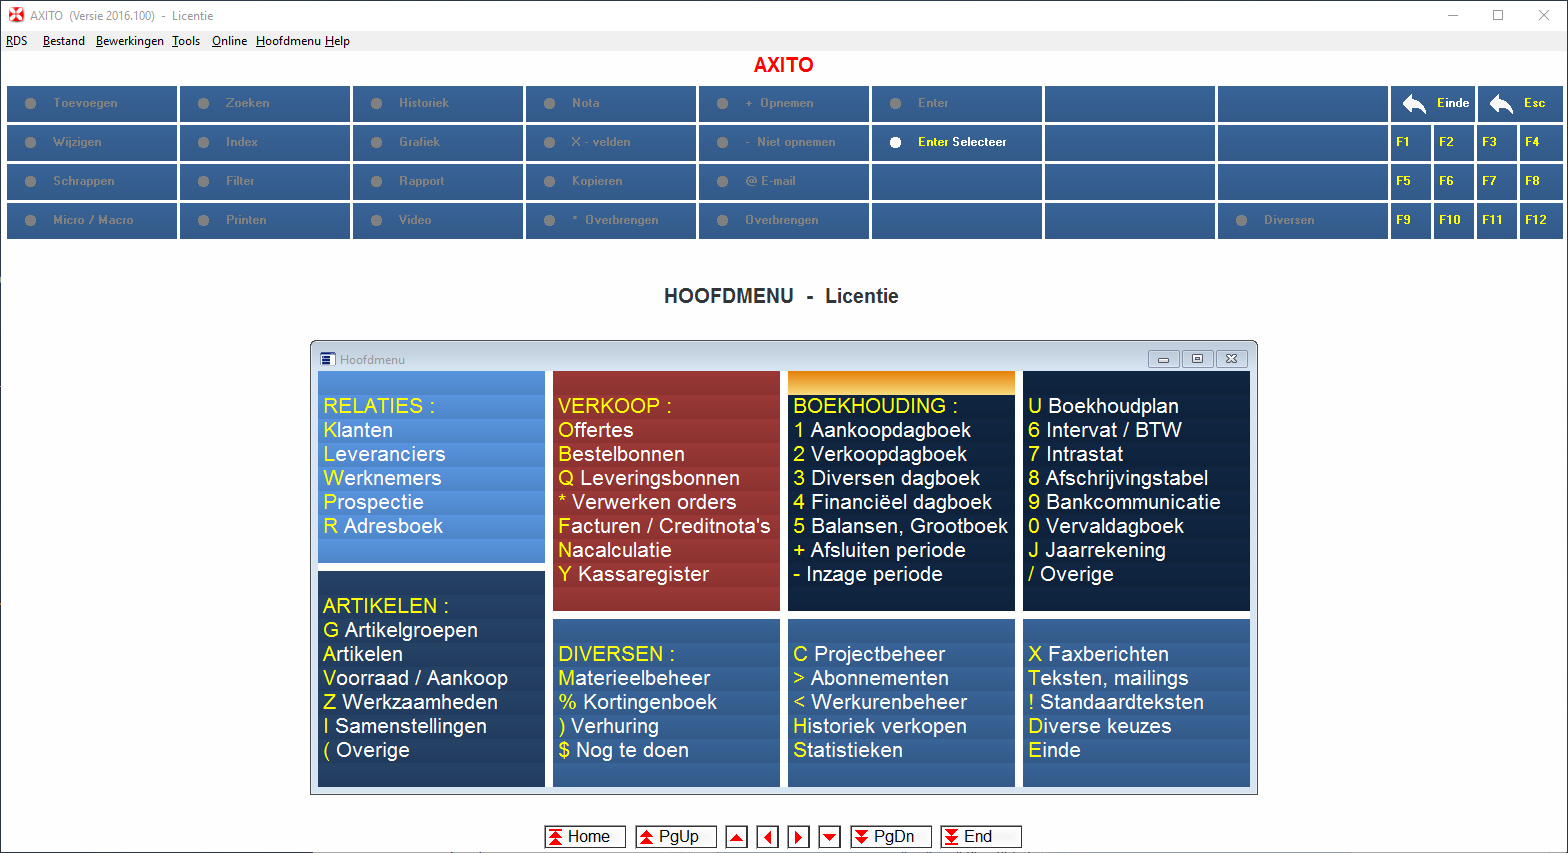 AXITO (Versie 2016.100) - Licentie
RDS Bestand Bewerkingen Tools Online Hoofdmenu Help
AXITO
Toevoegen Zoeken Historiek Nota + Opnemen Enter Einde Esc
Wijzigen Index Grafiek X - velden - Niet opnemen Enter Selecteer F1 F2 F3 F4
Schrappen Filter Rapport Kopieren @ E-mail F5 F6 F7 F8
Micro / Macro Printen Video * Overbrengen Overbrengen Diversen F9 F10 F11 F12
HOOFDMENU - Licentie
Hoofdmenu
RELATIES :
Klanten
Leveranciers
Werknemers
Prospectie
R Adresboek
ARTIKELEN :
G Artikelgroepen
Artikelen
Voorraad / Aankoop
Z Werkzaamheden
I Samenstellingen
( Overige
VERKOOP :
Offertes
Bestelbonnen
Q Leveringsbonnen
* Verwerken orders
Facturen / Creditnota's
Nacalculatie
Y Kassaregister
BOEKHOUDING :
1 Aankoopdagboek
2 Verkoopdagboek
3 Diversen dagboek
4 Financiëel dagboek
5 Balansen, Grootboek
+ Afsluiten periode
- Inzage periode
U Boekhoudplan
6 Intervat / BTW
7 Intrastat
8 Afschrijvingstabel
9 Bankcommunicatie
0 Vervaldagboek
J Jaarrekening
/ Overige
DIVERSEN :
Materieelbeheer
% Kortingenboek
) Verhuring
$ Nog te doen
C Projectbeheer
> Abonnementen
< Werkurenbeheer
Historiek verkopen
Statistieken
X Faxberichten
Teksten, mailings
! Standaardteksten
Diverse keuzes
Einde
Home PgUp PgDn End